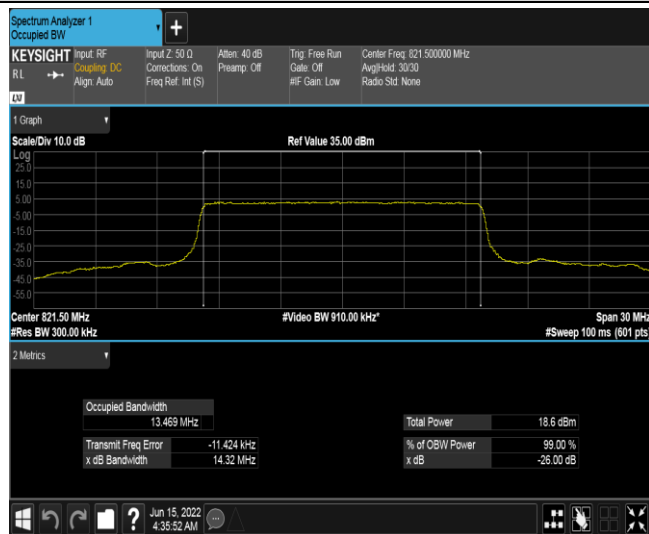 Spectrum Analyzer 1
Occupied BW
+
KEYSIGHT
RL
LXI
Input: RF
Coupling: DC
Align: Auto
Input Z: 50 Ω
Corrections: On
Freq Ref: Int (S)
Atten: 40 dB
Preamp: Off
Trig: Free Run
Gate: Off
#IF Gain: Low
Center Freq: 821.500000 MHz
Avg|Hold: 30/30
Radio Std: None
1 Graph
Scale/Div 10.0 dB
Ref Value 35.00 dBm
Log
25.0
15.0
5.00
-5.00
-15.0
-25.0
-35.0
-45.0
-55.0
Center 821.50 MHz
#Video BW 910.00 kHz*
Span 30 MHz
#Res BW 300.00 kHz
#Sweep 100 ms (601 pts)
2 Metrics
Occupied Bandwidth
13.469 MHz
Total Power 18.6 dBm
Transmit Freq Error -11.424 kHz
% of OBW Power 99.00 %
x dB Bandwidth 14.32 MHz
x dB -26.00 dB
?
Jun 15, 2022
4:35:52 AM